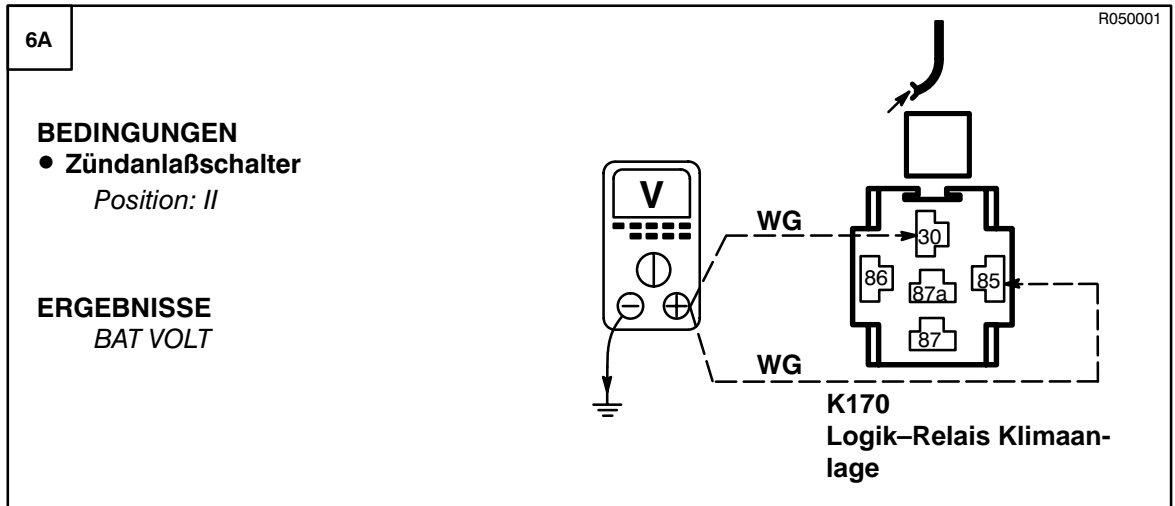 R050001
6A
BEDINGUNGEN
● Zündanlaßschalter
Position: II
ERGEBNISSE
BAT VOLT
V
WG
30
86
87a
85
87
WG
K170
Logik–Relais Klimaan-
lage